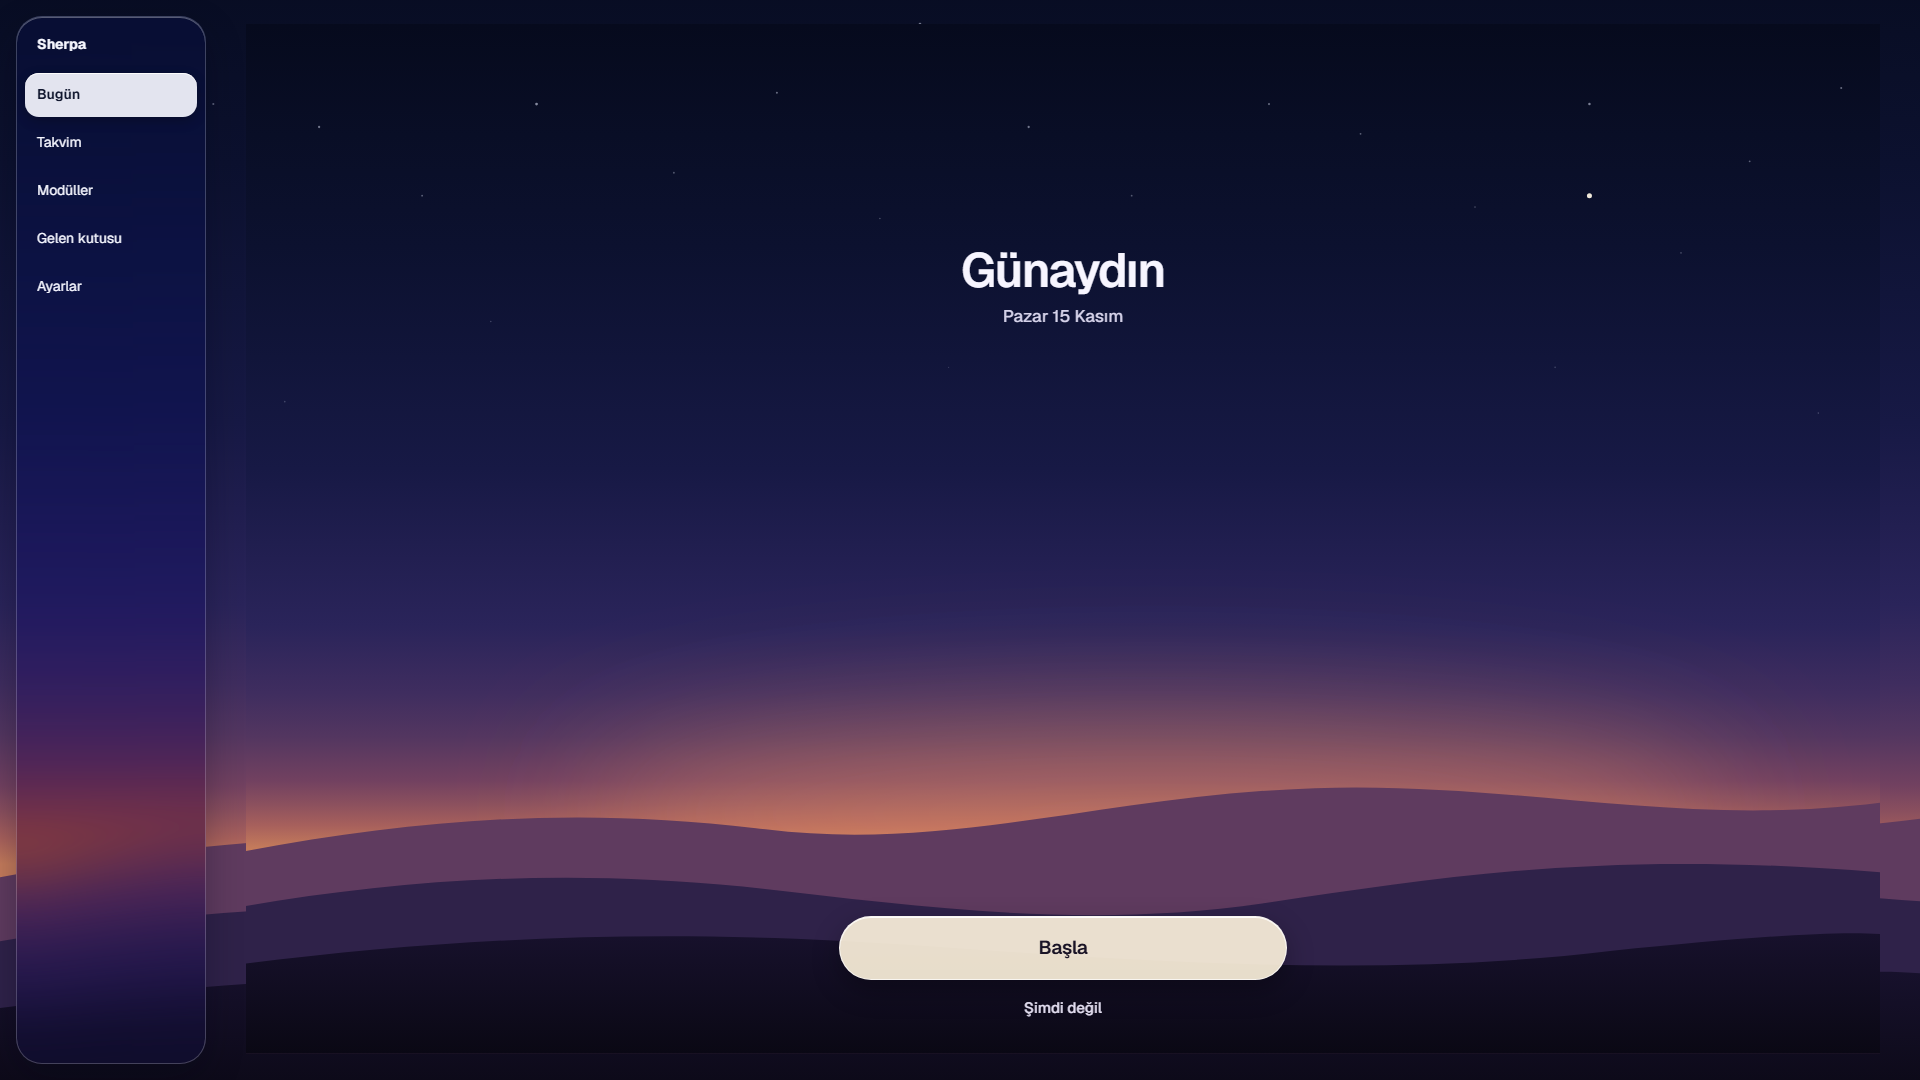 Sherpa
Bugün
Takvim
Modüller
Gelen kutusu
Ayarlar
Günaydın
Pazar 15 Kasım
Başla
Şimdi değil